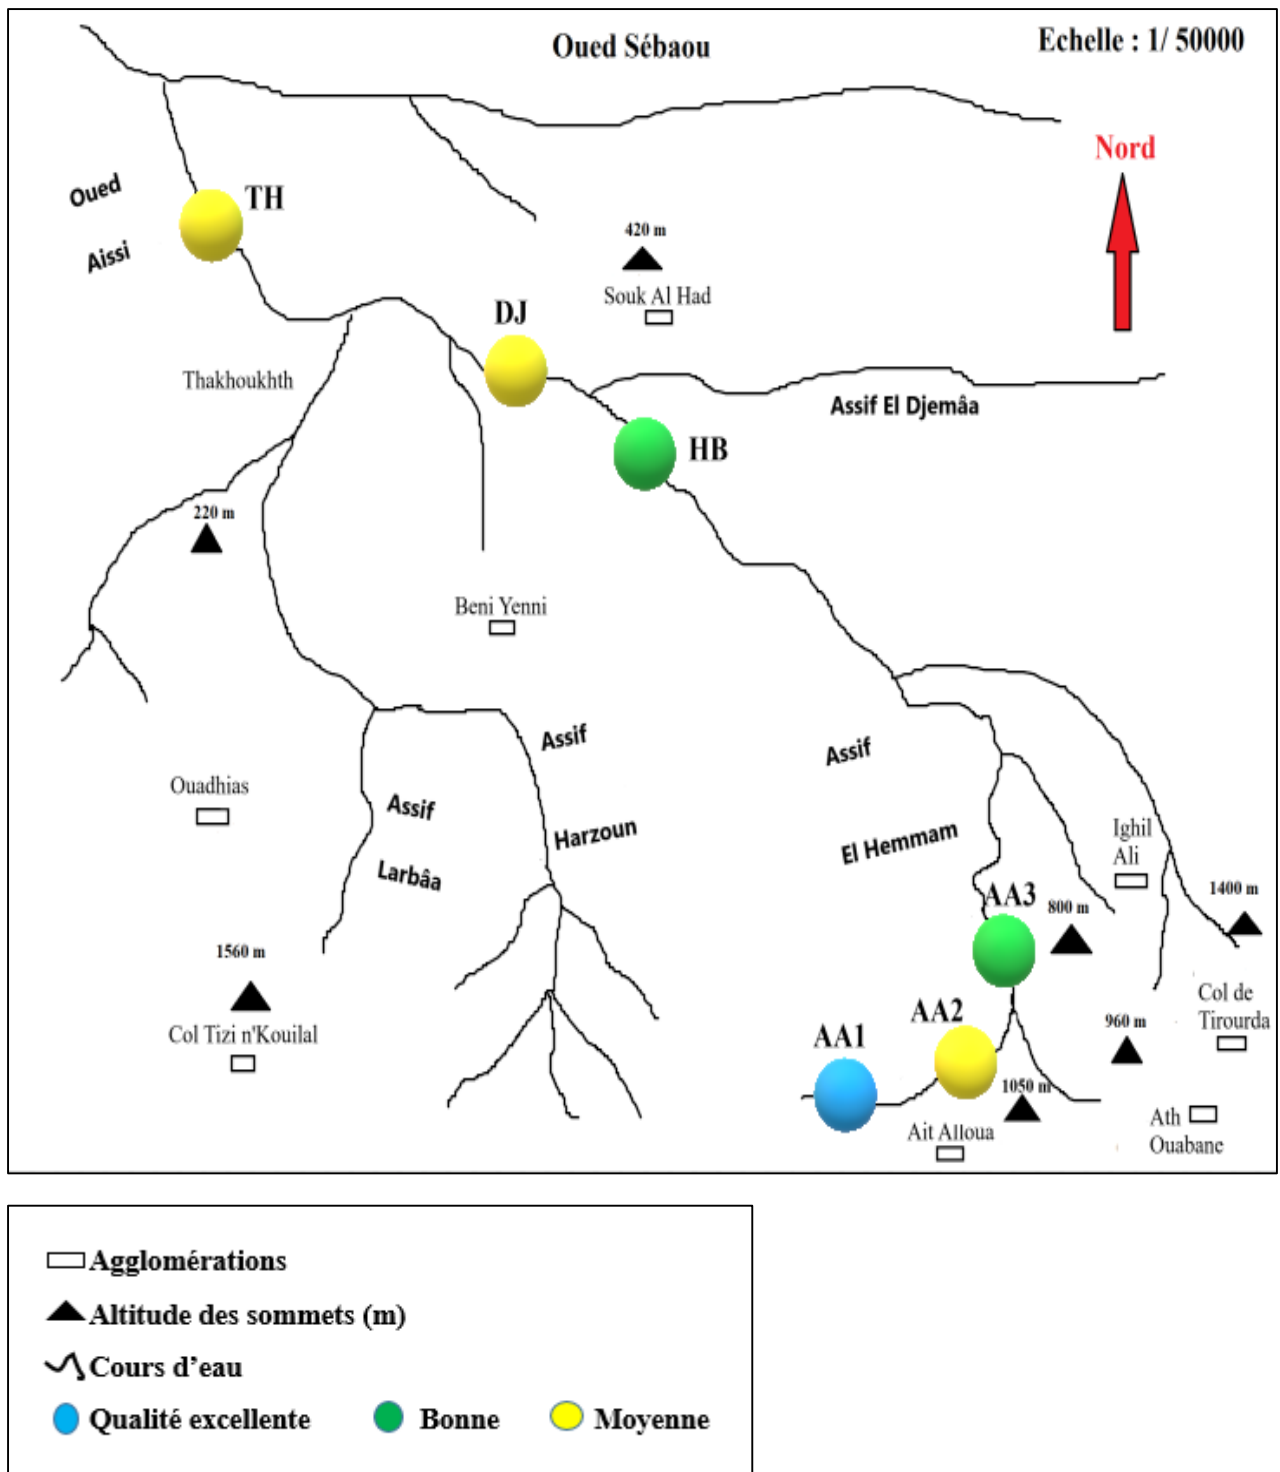 Oued Sébaou
Echelle : 1/ 50000
Nord
Oued
Aissi
TH
420 m
Souk Al Had
DJ
Thakhoukhth
Assif El Djemâa
HB
220 m
Beni Yenni
Assif
Harzoun
Assif
El Hemmam
Ouadhias
Assif
Larbâa
Ighil
Ali
1400 m
AA3
800 m
1560 m
Col Tizi n'Kouilal
Col de
Tirourda
960 m
AA2
AA1
1050 m
Ait Alloua
Ath
Ouabane
Agglomérations
Altitude des sommets (m)
Cours d'eau
Qualité excellente
Bonne
Moyenne